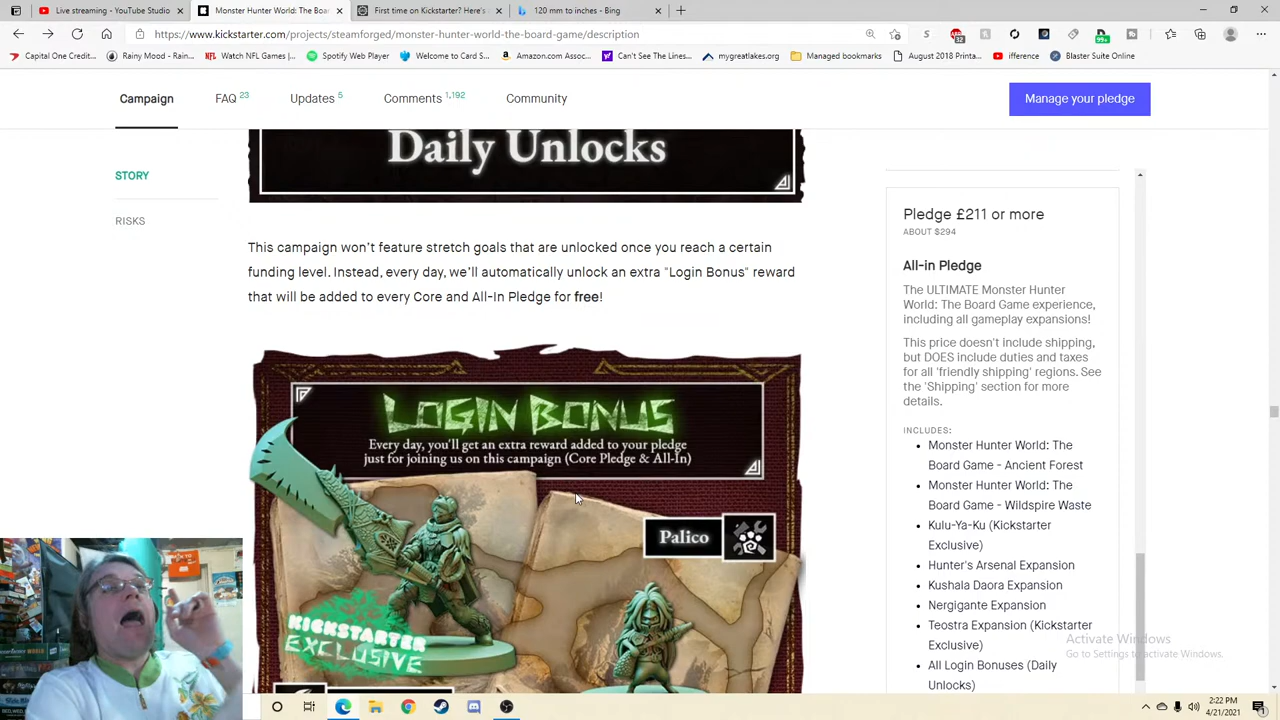 Live streaming - YouTube Studio
Monster Hunter World: The Boar
First time on Kickstarter? Here's
120 mm to inches - Bing
https://www.kickstarter.com/projects/steamforged/monster-hunter-world-the-board-game/description
Capital One Credit...
Rainy Mood - Rain...
Watch NFL Games |...
Spotify Web Player
Welcome to Card S...
Amazon.com Assoc...
Can't See The Lines...
mygreatlakes.org
Managed bookmarks
August 2018 Printa...
ifference
Blaster Suite Online
Campaign
FAQ 23
Updates 5
Comments 1,192
Community
Manage your pledge
STORY
RISKS
Daily Unlocks
This campaign won't feature stretch goals that are unlocked once you reach a certain
funding level. Instead, every day, we'll automatically unlock an extra "Login Bonus" reward
that will be added to every Core and All-In Pledge for free!
LOGIN BONUS
Every day, you'll get an extra reward added to your pledge
just for joining us on this campaign (Core Pledge & All-In)
Palico
KICKSTARTER
EXCLUSIVE
Pledge £211 or more
ABOUT $294
All-in Pledge
The ULTIMATE Monster Hunter
World: The Board Game experience,
including all gameplay expansions!
This price doesn't include shipping,
but DOES include duties and taxes
for all 'friendly shipping' regions. See
the 'Shipping' section for more
details.
INCLUDES:
Monster Hunter World: The
Board Game - Ancient Forest
Monster Hunter World: The
Board Game - Wildspire Waste
Kulu-Ya-Ku (Kickstarter
Exclusive)
Hunter's Arsenal Expansion
Kushala Daora Expansion
Nergigante Expansion
Teostra Expansion (Kickstarter
Exclusive)
All Login Bonuses (Daily
Unlocks)
Activate Windows
Go to Settings to activate Windows.
2:22 PM
4/21/2021